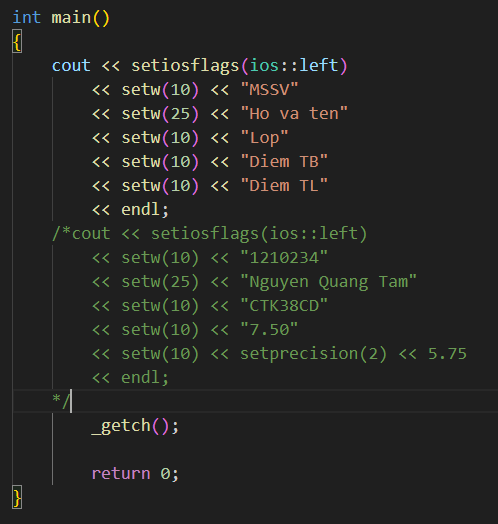 int main()
{
    cout << setiosflags(ios::left)
        << setw(10) << "MSSV"
        << setw(25) << "Ho va ten"
        << setw(10) << "Lop"
        << setw(10) << "Diem TB"
        << setw(10) << "Diem TL"
        << endl;
    /*cout << setiosflags(ios::left)
        << setw(10) << "1210234"
        << setw(25) << "Nguyen Quang Tam"
        << setw(10) << "CTK38CD"
        << setw(10) << "7.50"
        << setw(10) << setprecision(2) << 5.75
        << endl;
    */
        _getch();

        return 0;
}